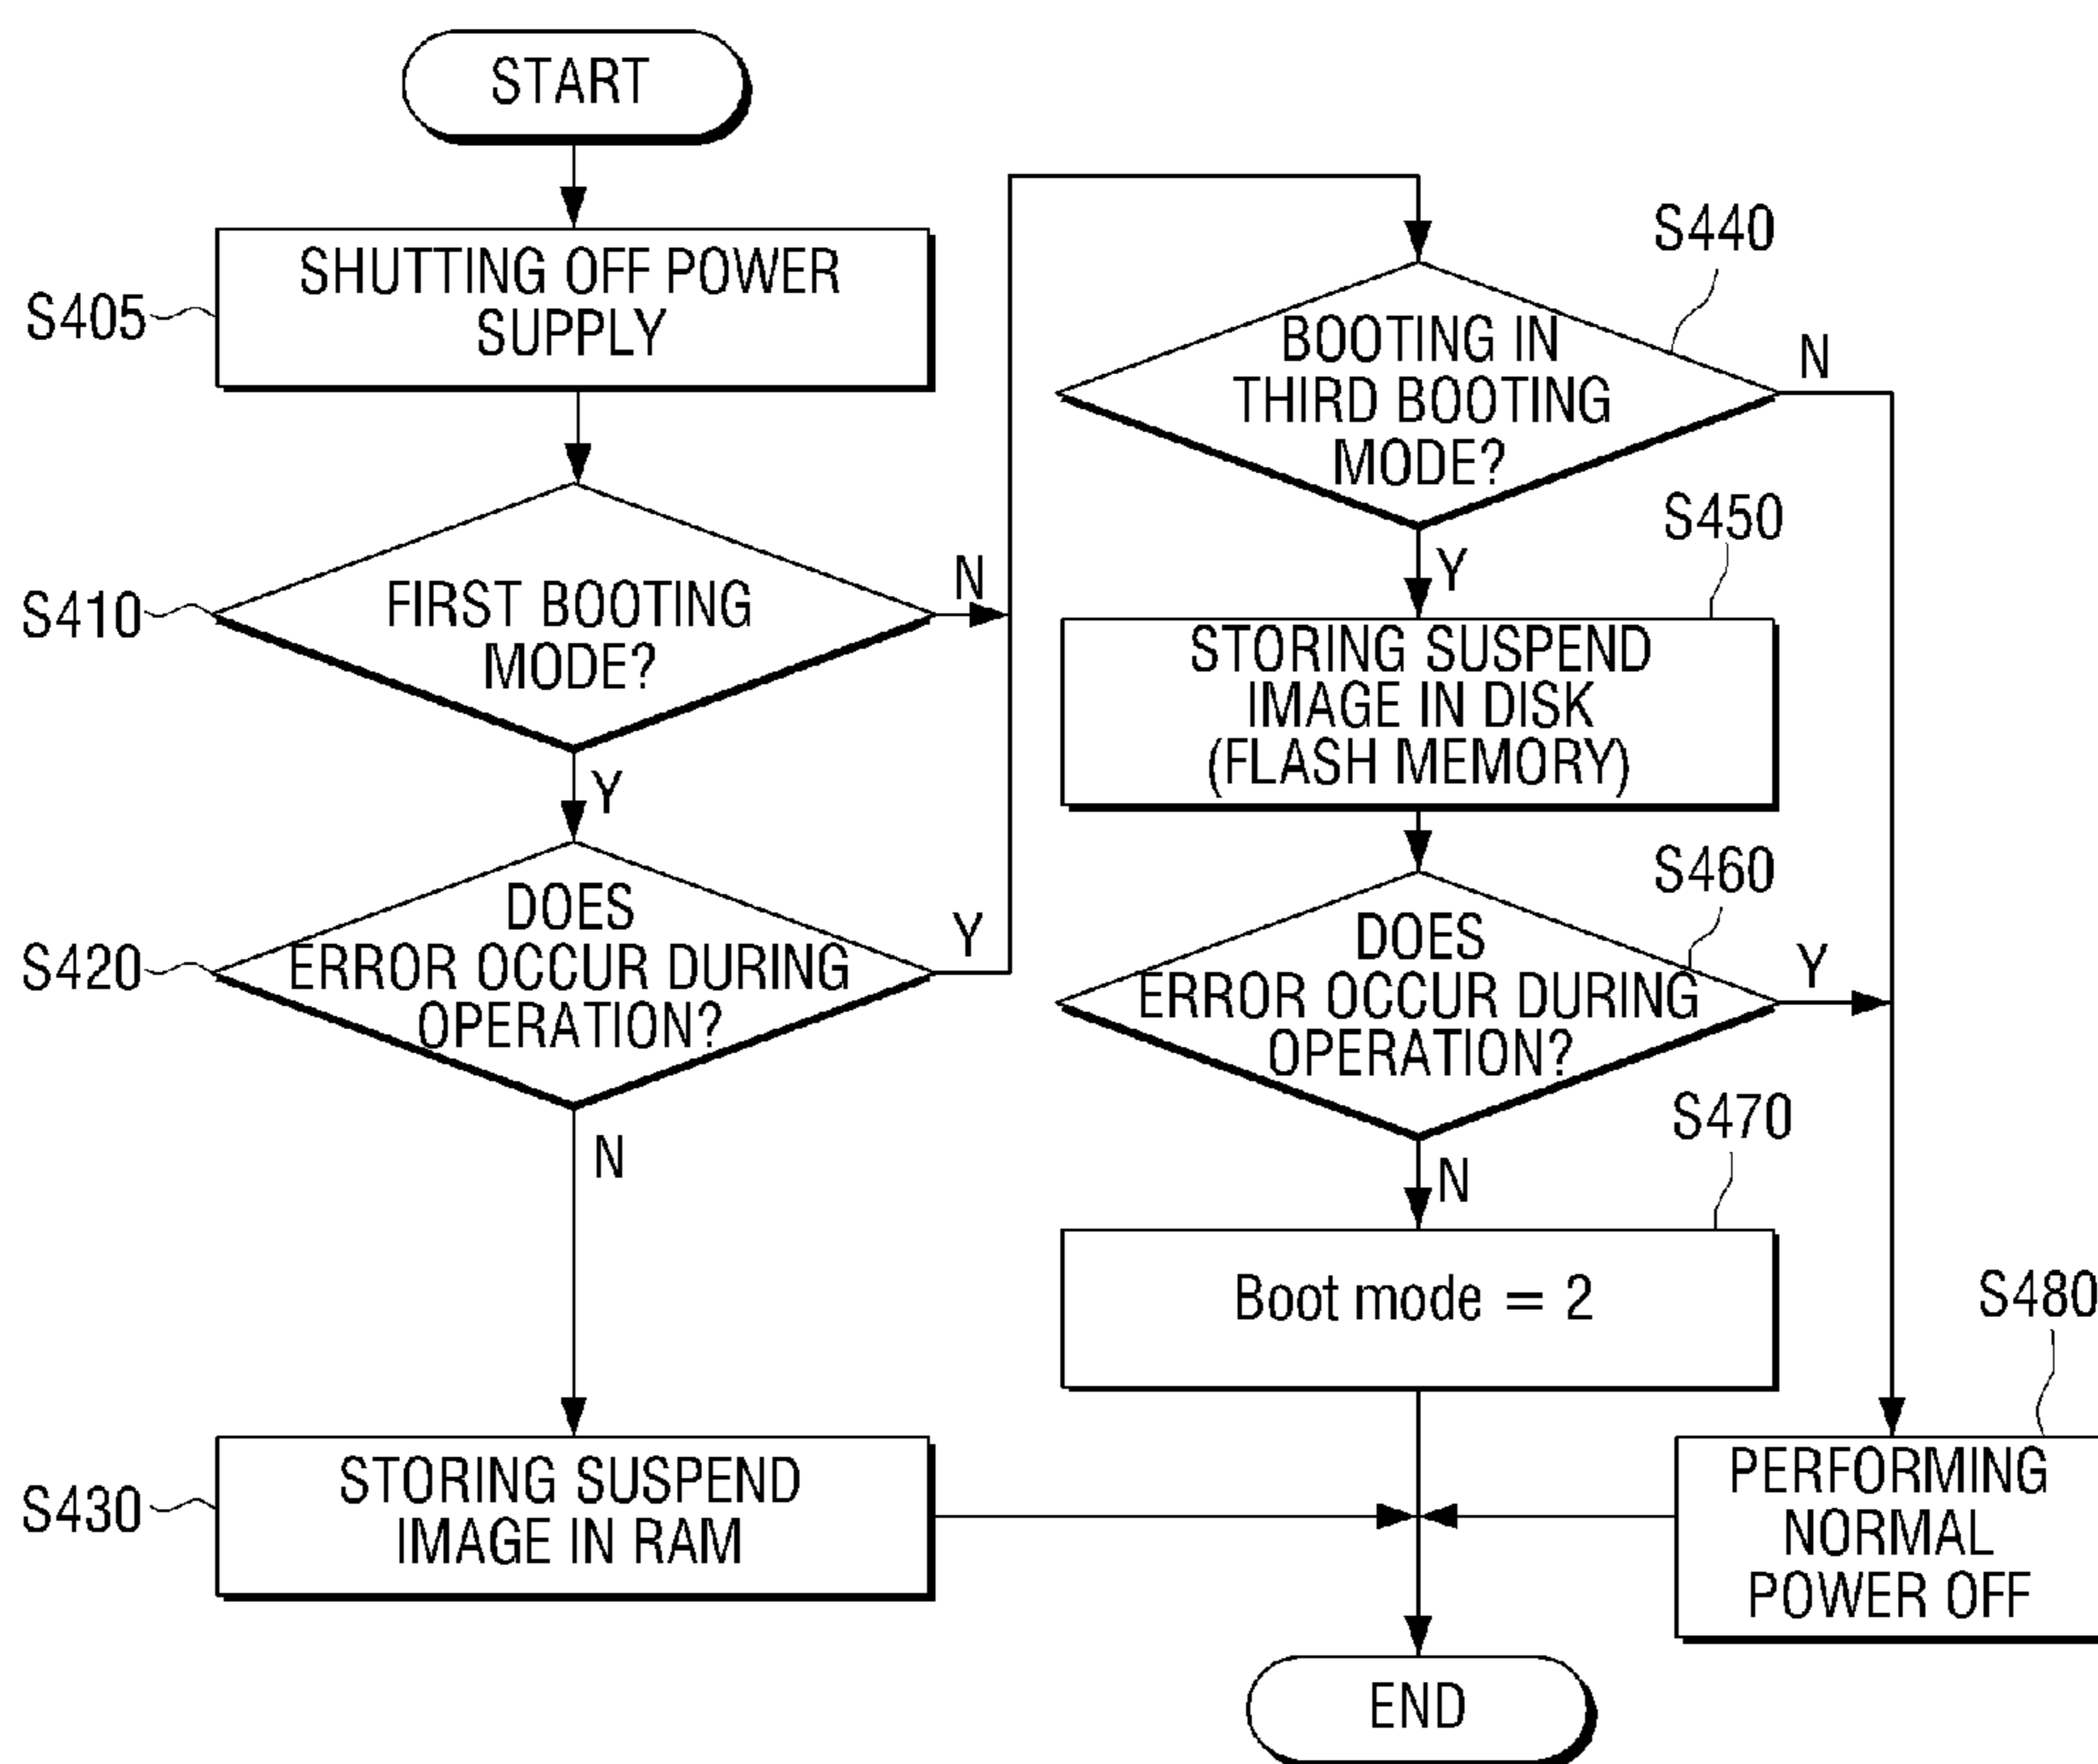 START
S405
SHUTTING OFF POWER
SUPPLY
S410
FIRST BOOTING
MODE?
N
Y
S420
DOES
ERROR OCCUR DURING
OPERATION?
Y
N
S430
STORING SUSPEND
IMAGE IN RAM
S440
BOOTING IN
THIRD BOOTING
MODE?
N
Y
S450
STORING SUSPEND
IMAGE IN DISK
(FLASH MEMORY)
S460
DOES
ERROR OCCUR DURING
OPERATION?
Y
N
S470
Boot mode = 2
S480
PERFORMING
NORMAL
POWER OFF
END